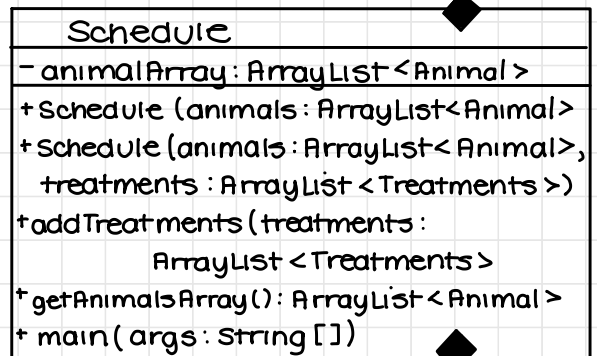 Schedule
- animalArray : ArrayList <Animal>
+ Schedule (animals : ArrayList<Animal>
+ Schedule (animals : ArrayList< Animal>,
treatments : ArrayList <Treatments>)
+ addTreatments (treatments :
ArrayList <Treatments>
+ getAnimalsArray () : ArrayList < Animal >
+ main ( args : String [])